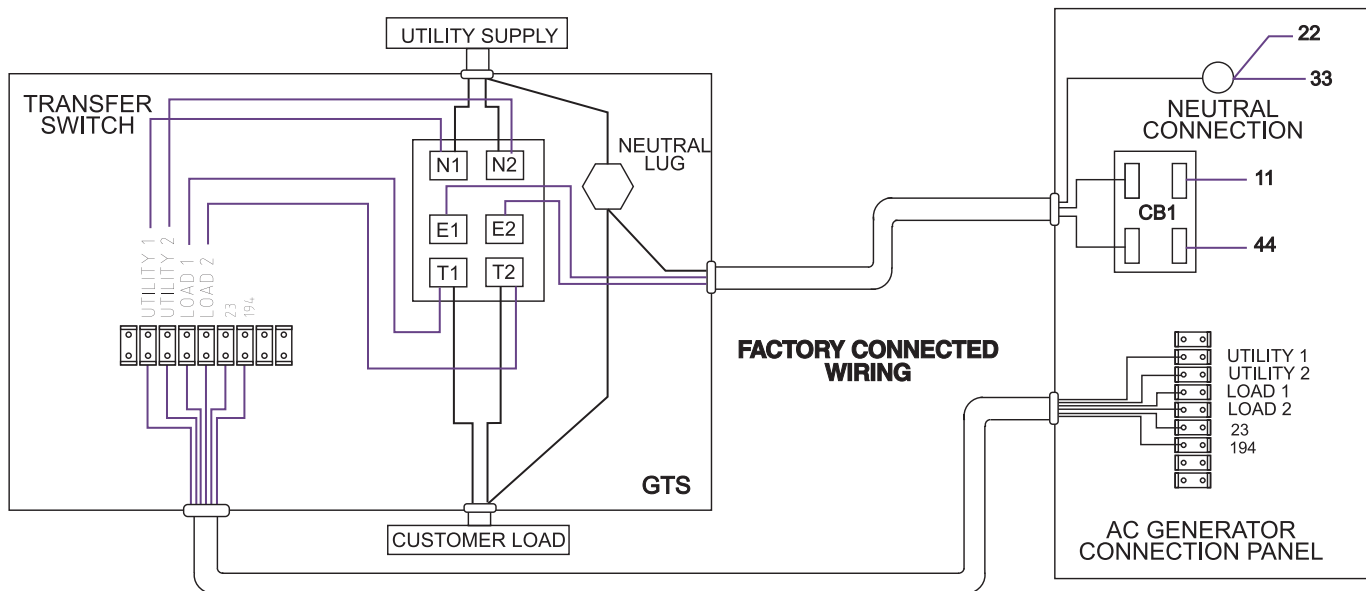 UTILITY SUPPLY
TRANSFER
SWITCH
N1
N2
NEUTRAL
LUG
E1
E2
T1
T2
UTILITY 1
UTILITY 2
LOAD 1
LOAD 2
23
194
GTS
CUSTOMER LOAD
FACTORY CONNECTED
WIRING
22
33
NEUTRAL
CONNECTION
11
CB1
44
UTILITY 1
UTILITY 2
LOAD 1
LOAD 2
23
194
AC GENERATOR
CONNECTION PANEL